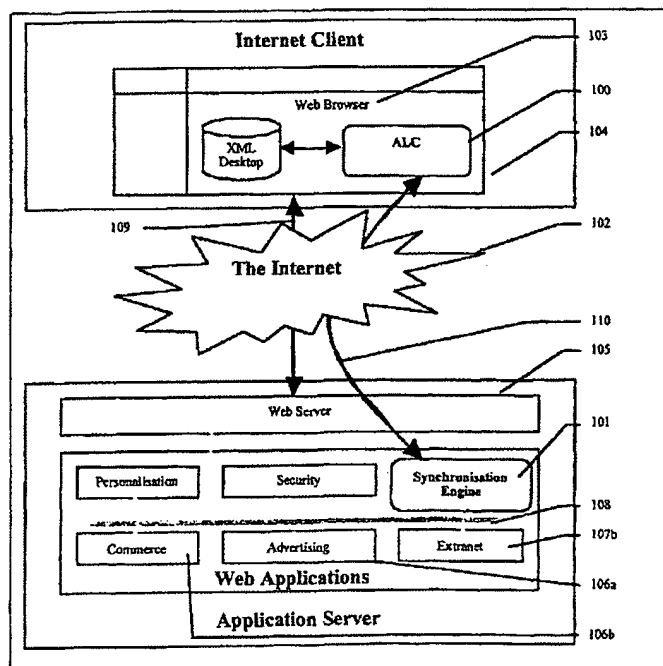 Internet Client
103
Web Browser
100
XML
Desktop
ALC
104
109
102
The Internet
110
105
Web Server
101
Personalisation
Security
Synchronisation
Engine
108
Commerce
Advertising
Extranet
107b
Web Applications
106a
Application Server
106b